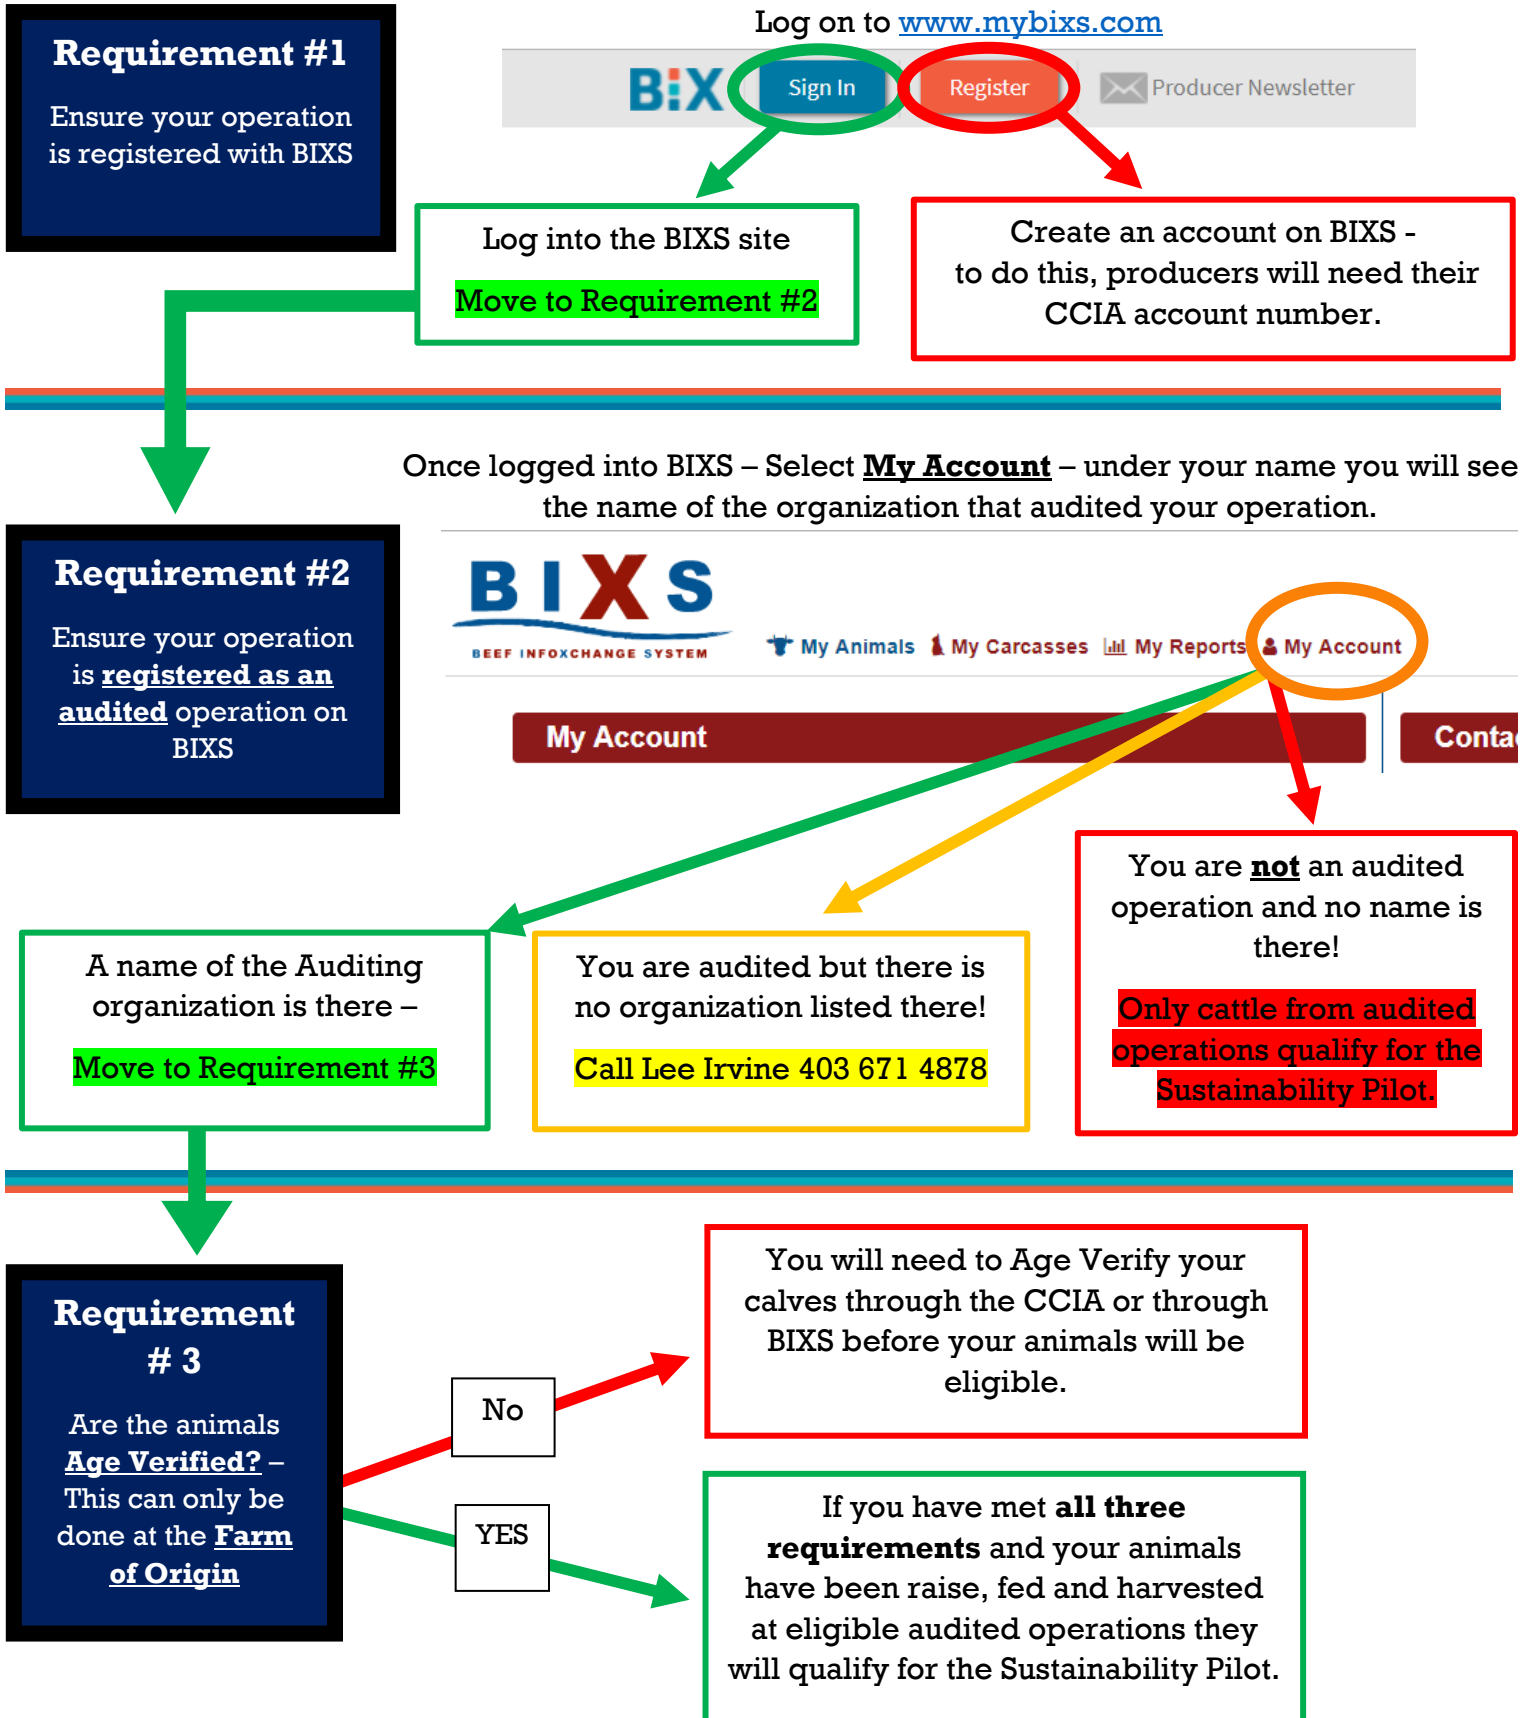 Requirement #1
Ensure your operation
is registered with BIXS
Log on to www.mybixs.com
BIX
Sign In
Register
Producer Newsletter
Log into the BIXS site
Move to Requirement #2
Create an account on BIXS -
to do this, producers will need their
CCIA account number.
Once logged into BIXS – Select My Account – under your name you will see
the name of the organization that audited your operation.
Requirement #2
Ensure your operation
is registered as an
audited operation on
BIXS
BIXS
BEEF INFOXCHANGE SYSTEM
My Animals
My Carcasses
My Reports
My Account
My Account
Contac
A name of the Auditing
organization is there –
Move to Requirement #3
You are audited but there is
no organization listed there!
Call Lee Irvine 403 671 4878
You are not an audited
operation and no name is
there!
Only cattle from audited
operations qualify for the
Sustainability Pilot.
Requirement
# 3
Are the animals
Age Verified? –
This can only be
done at the Farm
of Origin
No
You will need to Age Verify your
calves through the CCIA or through
BIXS before your animals will be
eligible.
YES
If you have met all three
requirements and your animals
have been raise, fed and harvested
at eligible audited operations they
will qualify for the Sustainability Pilot.